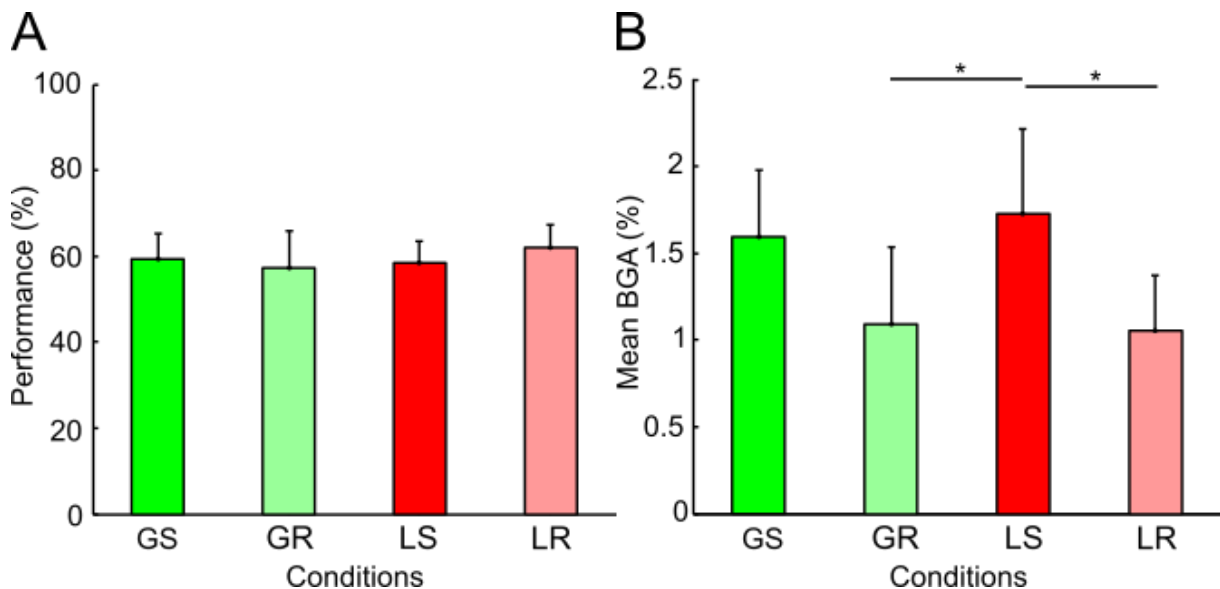 A
Performance (%)
100
80
60
40
20
0
GS GR LS LR
Conditions
B
Mean BGA (%)
2.5
2
1.5
1
0.5
0
* *
GS GR LS LR
Conditions